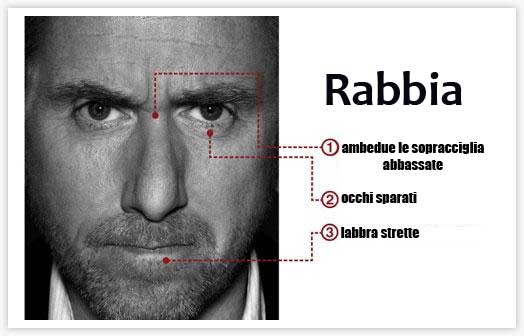 Rabbia
1 ambedue le sopracciglia
abbassate
2 occhi sparati
3 labbra strette